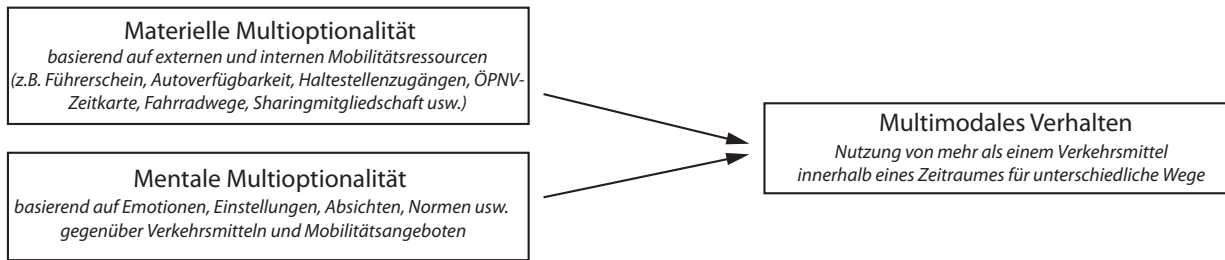 Materielle Multioptionalität
basierend auf externen und internen Mobilitätsressourcen
(z.B. Führerschein, Autoverfügbarkeit, Haltestellenzugängen, ÖPNV-
Zeitkarte, Fahrradwege, Sharingmitgliedschaft usw.)
Mentale Multioptionalität
basierend auf Emotionen, Einstellungen, Absichten, Normen usw.
gegenüber Verkehrsmitteln und Mobilitätsangeboten
Multimodales Verhalten
Nutzung von mehr als einem Verkehrsmittel
innerhalb eines Zeitraumes für unterschiedliche Wege